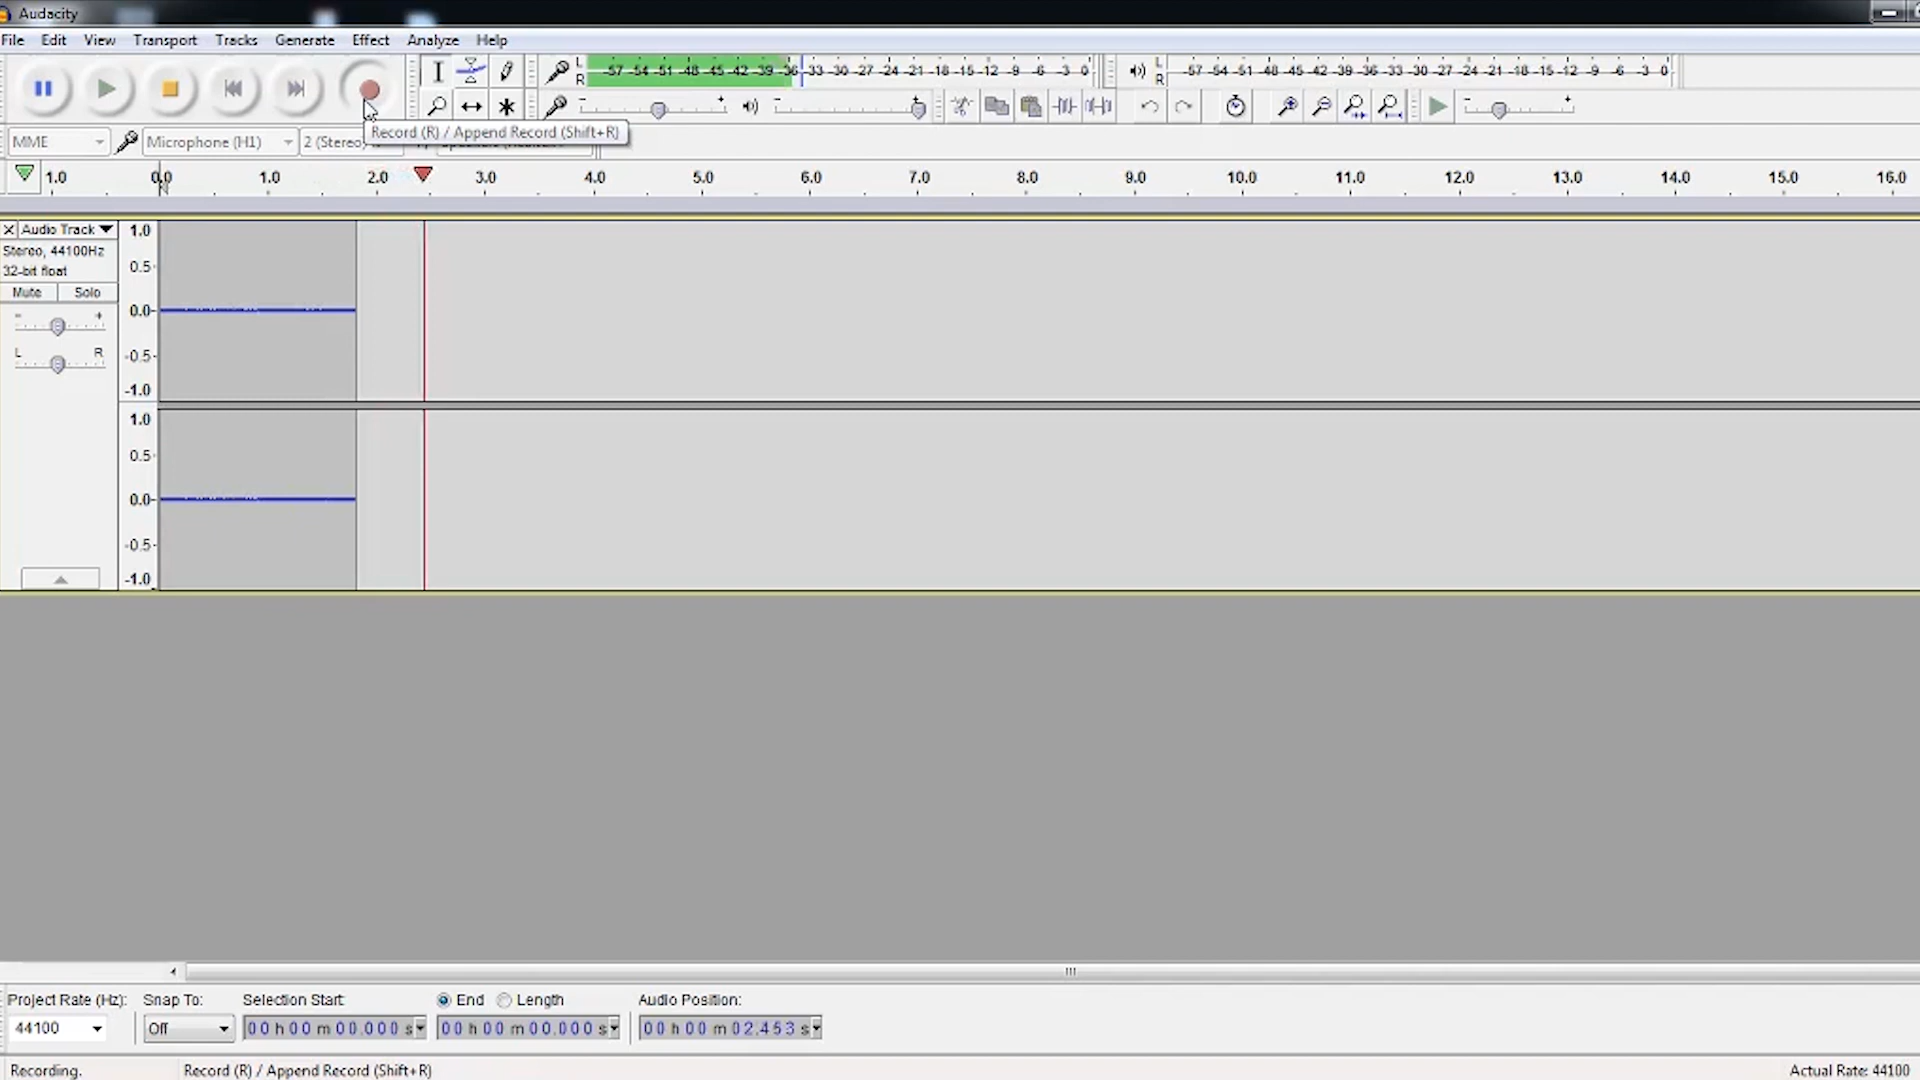 Audacity
File Edit View Transport Tracks Generate Effect Analyze Help
L R -57 -54 -51 -48 -45 -42 -39 -36 -33 -30 -27 -24 -21 -18 -15 -12 -9 -6 -3 0 L R -57 -54 -51 -48 -45 -42 -39 -36 -33 -30 -27 -24 -21 -18 -15 -12 -9 -6 -3 0
Record (R) / Append Record (Shift+R)
MME Microphone (H1) 2 (Stereo)
1.0 0.0 1.0 2.0 3.0 4.0 5.0 6.0 7.0 8.0 9.0 10.0 11.0 12.0 13.0 14.0 15.0 16.0
Audio Track 1.0
Stereo, 44100Hz
32-bit float 0.5
Mute Solo
0.0
- +
L R -0.5
-1.0
1.0
0.5
0.0
-0.5
-1.0
Project Rate (Hz): Snap To: Selection Start: End Length Audio Position:
44100 Off 00 h 00 m 00.000 s 00 h 00 m 00.000 s 00 h 00 m 02.453 s
Recording. Record (R) / Append Record (Shift+R) Actual Rate: 44100